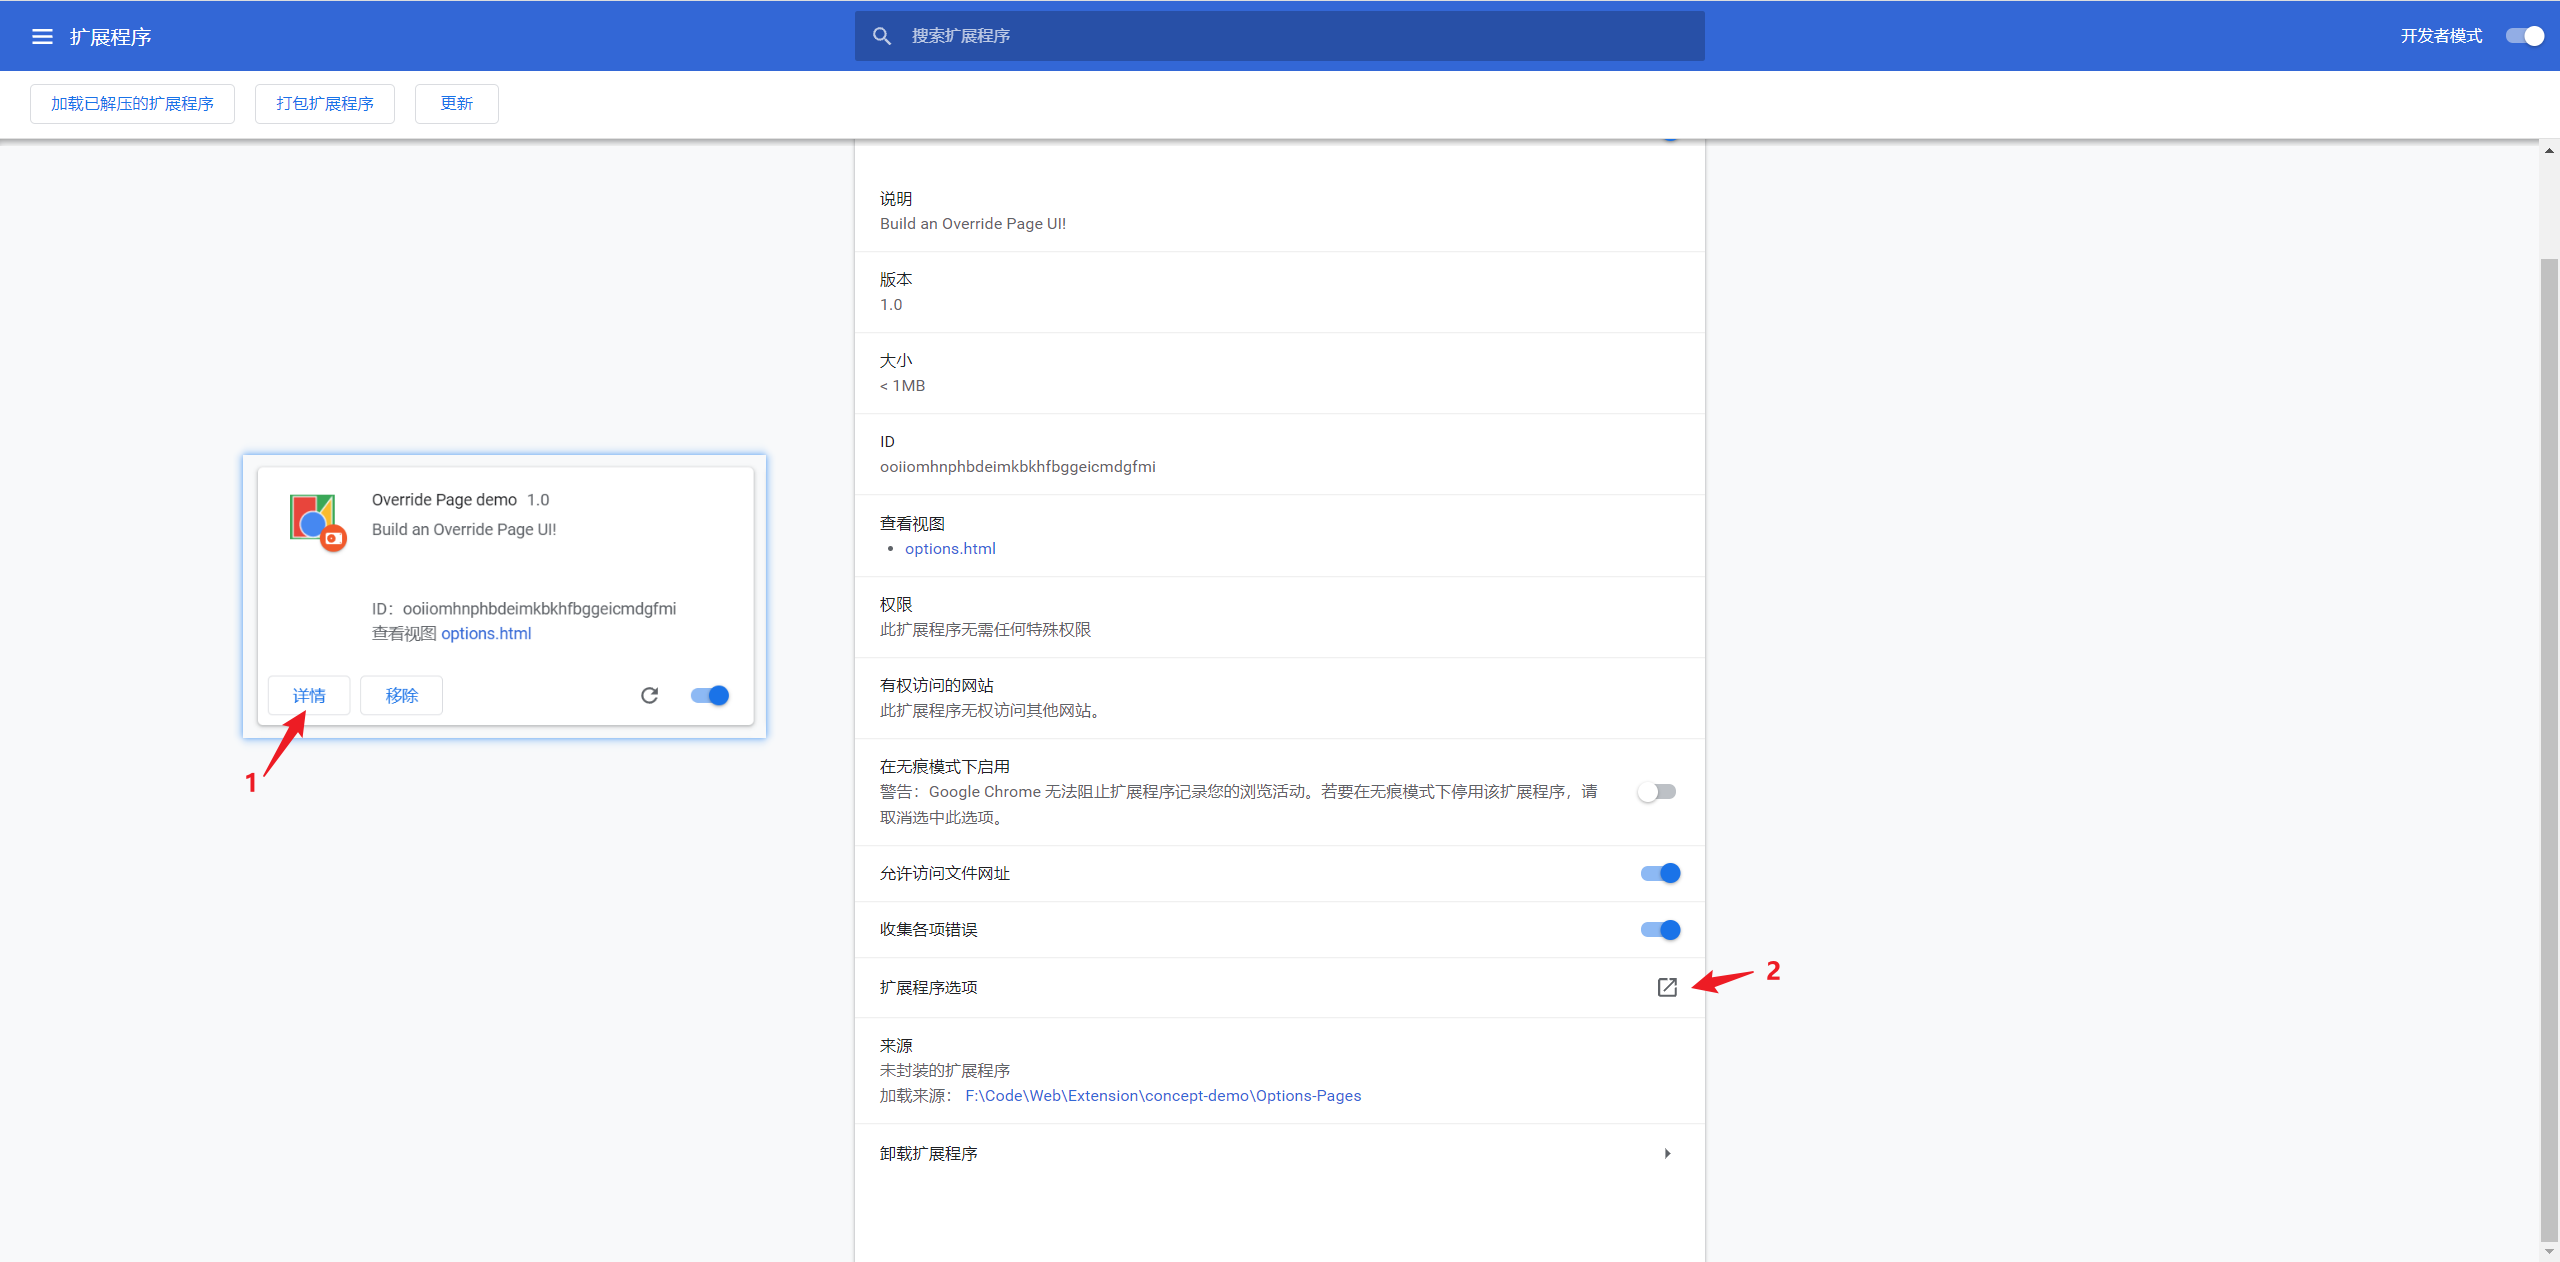 扩展程序
搜索扩展程序
开发者模式
加载已解压的扩展程序
打包扩展程序
更新
Override Page demo 1.0
Build an Override Page UI!
ID：ooiiomhnphbdeimkbkhfbggeicmdgfmi
查看视图 options.html
详情
移除
1
说明
Build an Override Page UI!
版本
1.0
大小
< 1MB
ID
ooiiomhnphbdeimkbkhfbggeicmdgfmi
查看视图
• options.html
权限
此扩展程序无需任何特殊权限
有权访问的网站
此扩展程序无权访问其他网站。
在无痕模式下启用
警告：Google Chrome 无法阻止扩展程序记录您的浏览活动。若要在无痕模式下停用该扩展程序，请
取消选中此选项。
允许访问文件网址
收集各项错误
扩展程序选项
2
来源
未封装的扩展程序
加载来源： F:\Code\Web\Extension\concept-demo\Options-Pages
卸载扩展程序